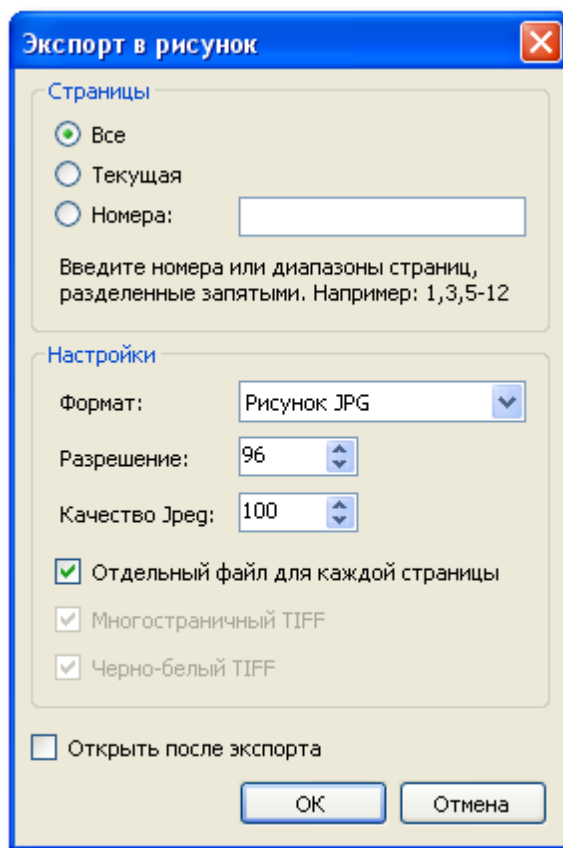 Экспорт в рисунок
Страницы
Все
Текущая
Номера:
Введите номера или диапазоны страниц,
разделенные запятыми. Например: 1,3,5-12
Настройки
Формат: Рисунок JPG
Разрешение: 96
Качество Jpeg: 100
Отдельный файл для каждой страницы
Многостраничный TIFF
Черно-белый TIFF
Открыть после экспорта
OK Отмена